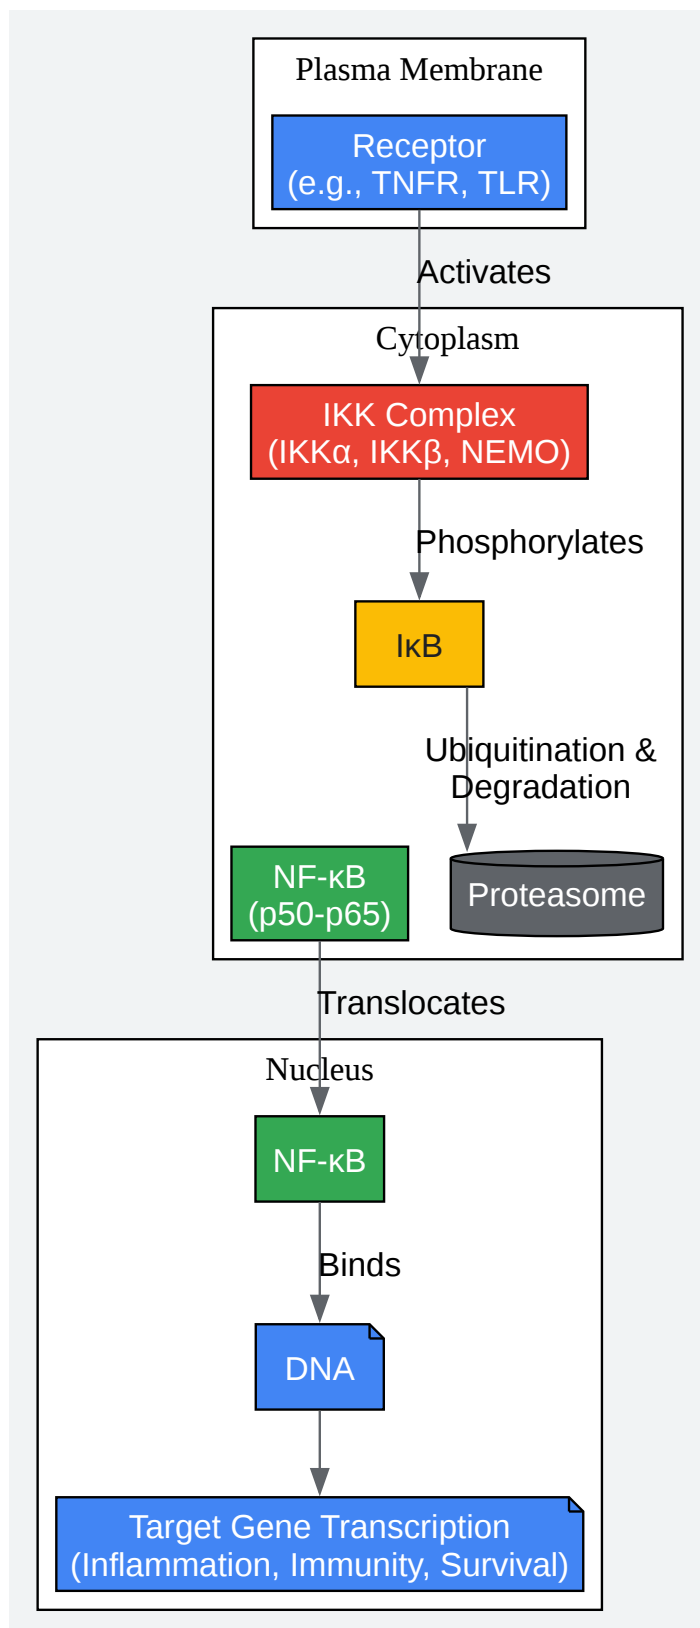 Plasma Membrane
Receptor
(e.g., TNFR, TLR)
Activates
Cytoplasm
IKK Complex
(IKKα, IKKβ, NEMO)
Phosphorylates
IκB
Ubiquitination &
Degradation
NF-κB
(p50-p65)
Proteasome
Translocates
Nucleus
NF-κB
Binds
DNA
Target Gene Transcription
(Inflammation, Immunity, Survival)